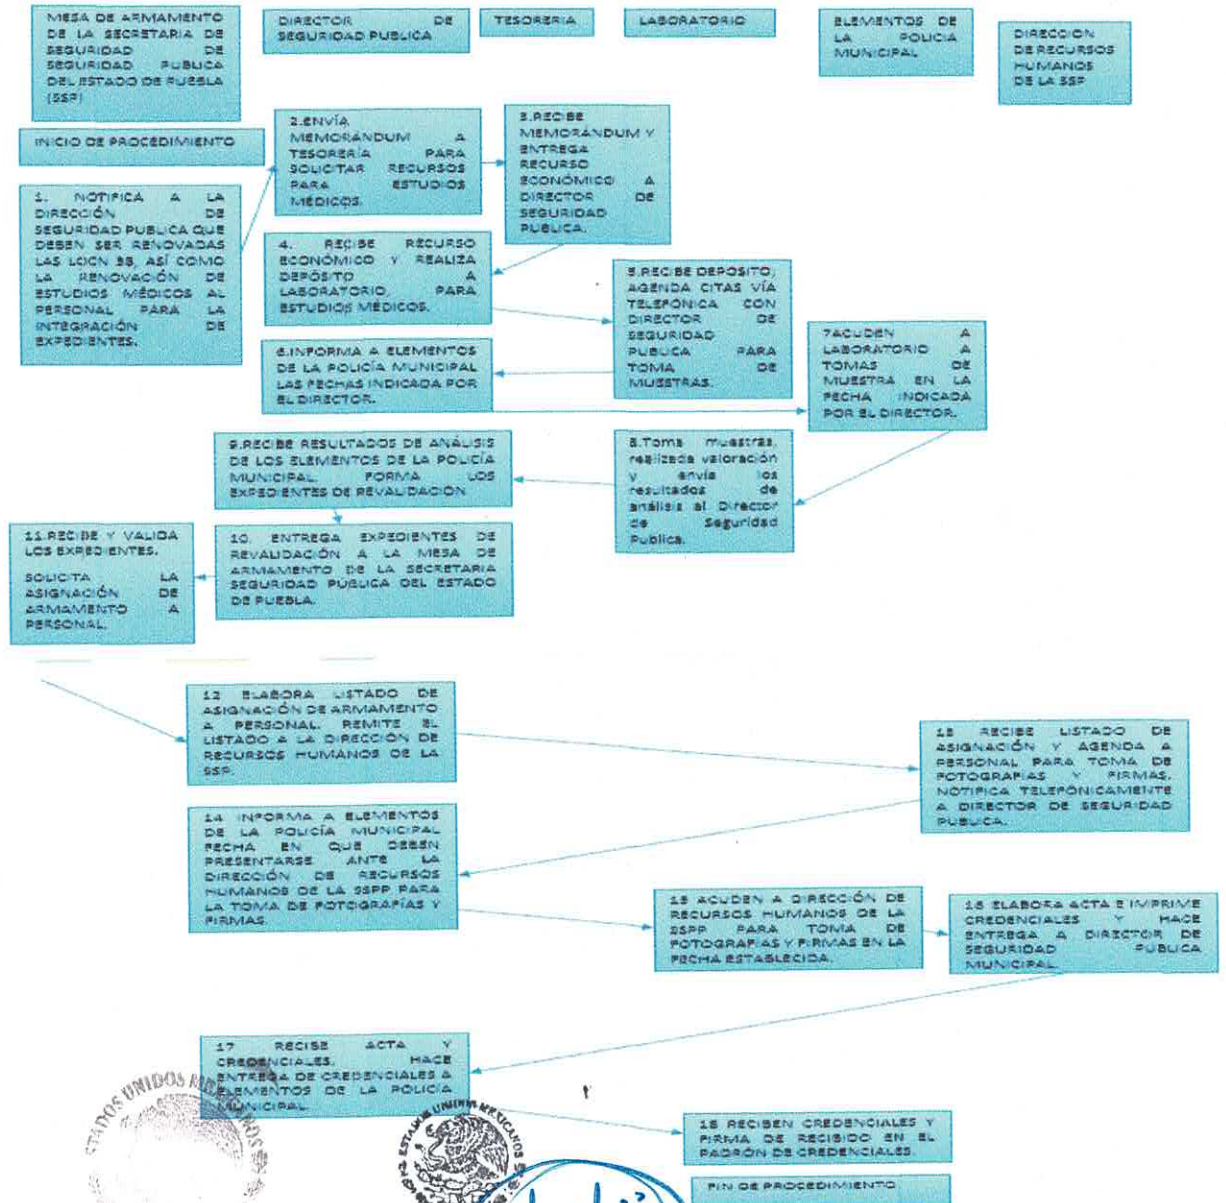 MESA DE ARMAMENTO
DE LA SECRETARIA DE
SEGURIDAD DE
SEGURIDAD PUBLICA
DEL ESTADO DE PUEBLA
(SSP)
DIRECTOR DE
SEGURIDAD PUBLICA
TESORERIA
LABORATORIO
ELEMENTOS DE
LA POLICIA
MUNICIPAL
DIRECCION
DE RECURSOS
HUMANOS
DE LA SSP
INICIO DE PROCEDIMIENTO
1. NOTIFICA A LA
DIRECCIÓN DE
SEGURIDAD PUBLICA QUE
DEBEN SER RENOVADAS
LAS LOCN 38, ASÍ COMO
LA RENOVACIÓN DE
ESTUDIOS MÉDICOS AL
PERSONAL PARA LA
INTEGRACIÓN DE
EXPEDIENTES.
2.ENVÍA
MEMORÁNDUM A
TESORERÍA PARA
SOLICITAR RECURSOS
PARA ESTUDIOS
MÉDICOS.
3.RECIBE
MEMORÁNDUM Y
ENTREGA
RECURSO
ECONÓMICO A
DIRECTOR DE
SEGURIDAD
PUBLICA.
4. RECIBE RECURSO
ECONÓMICO Y REALIZA
DEPÓSITO A
LABORATORIO, PARA
ESTUDIOS MÉDICOS.
5.RECIBE DEPOSITO,
AGENDA CITAS VÍA
TELEFÓNICA CON
DIRECTOR DE
SEGURIDAD
PUBLICA PARA
TOMA DE
MUESTRAS.
6.INFORMA A ELEMENTOS
DE LA POLICÍA MUNICIPAL
LAS FECHAS INDICADA POR
EL DIRECTOR.
7ACUDEN A
LABORATORIO A
TOMAS DE
MUESTRA EN LA
FECHA INDICADA
POR EL DIRECTOR.
8.Toma muestras,
realizada valoración
y envía los
resultados de
análisis al Director
de Seguridad
Publica.
9.RECIBE RESULTADOS DE ANÁLISIS
DE LOS ELEMENTOS DE LA POLICÍA
MUNICIPAL. FORMA LOS
EXPEDIENTES DE REVALIDACIÓN
10. ENTREGA EXPEDIENTES DE
REVALIDACIÓN A LA MESA DE
ARMAMENTO DE LA SECRETARIA
SEGURIDAD PÚBLICA DEL ESTADO
DE PUEBLA.
11.RECIBE Y VALIDA
LOS EXPEDIENTES.
SOLICITA LA
ASIGNACIÓN DE
ARMAMENTO A
PERSONAL.
12 ELABORA LISTADO DE
ASIGNACIÓN DE ARMAMENTO
A PERSONAL. REMITE EL
LISTADO A LA DIRECCIÓN DE
RECURSOS HUMANOS DE LA
SSP.
13 RECIBE LISTADO DE
ASIGNACIÓN Y AGENDA A
PERSONAL PARA TOMA DE
FOTOGRAFÍAS Y FIRMAS.
NOTIFICA TELEFÓNICAMENTE
A DIRECTOR DE SEGURIDAD
PUBLICA.
14 INFORMA A ELEMENTOS
DE LA POLICÍA MUNICIPAL
FECHA EN QUE DEBEN
PRESENTARSE ANTE LA
DIRECCIÓN DE RECURSOS
HUMANOS DE LA SSPP PARA
LA TOMA DE FOTOGRAFÍAS Y
FIRMAS.
15 ACUDEN A DIRECCIÓN DE
RECURSOS HUMANOS DE LA
SSPP PARA TOMA DE
FOTOGRAFÍAS Y FIRMAS EN LA
FECHA ESTABLECIDA.
16 ELABORA ACTA E IMPRIME
CREDENCIALES Y HACE
ENTREGA A DIRECTOR DE
SEGURIDAD PUBLICA
MUNICIPAL.
17 RECIBE ACTA Y
CREDENCIALES. HACE
ENTREGA DE CREDENCIALES A
ELEMENTOS DE LA POLICÍA
MUNICIPAL.
18 RECIBEN CREDENCIALES Y
FIRMA DE RECIBIDO EN EL
PADRÓN DE CREDENCIALES.
FIN DE PROCEDIMIENTO
ESTADOS UNIDOS MEXICANOS